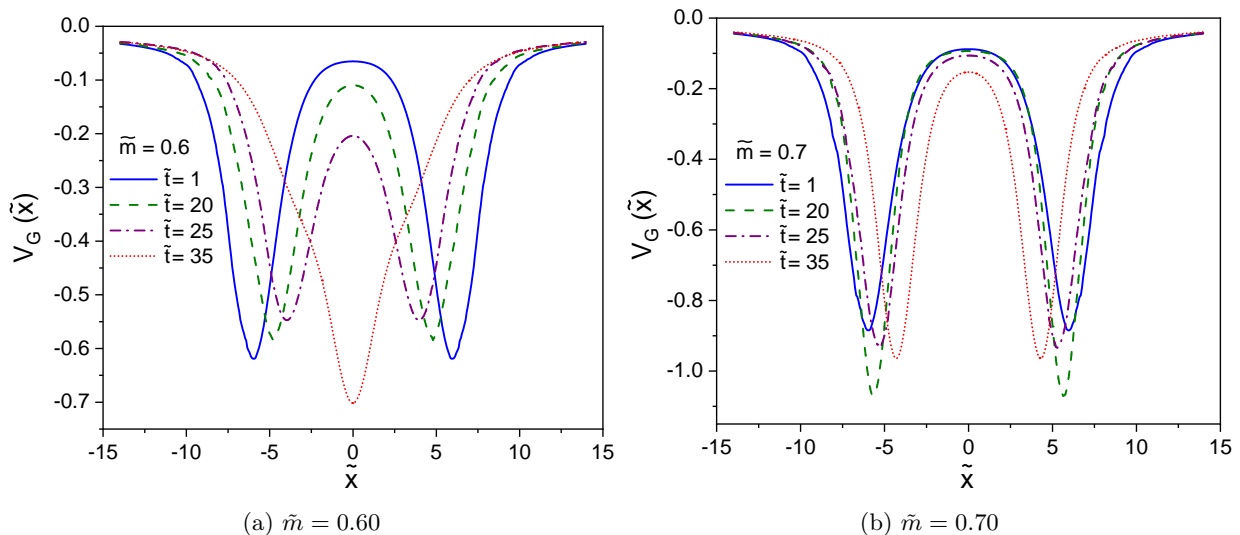 0.0
-0.1
-0.2
-0.3
-0.4
-0.5
-0.6
-0.7
V_G (x̃)
m̃ = 0.6
t̃ = 1
t̃ = 20
t̃ = 25
t̃ = 35
-15 -10 -5 0 5 10 15
x̃
(a) m̃ = 0.60
0.0
-0.2
-0.4
-0.6
-0.8
-1.0
V_G (x̃)
m̃ = 0.7
t̃ = 1
t̃ = 20
t̃ = 25
t̃ = 35
-15 -10 -5 0 5 10 15
x̃
(b) m̃ = 0.70